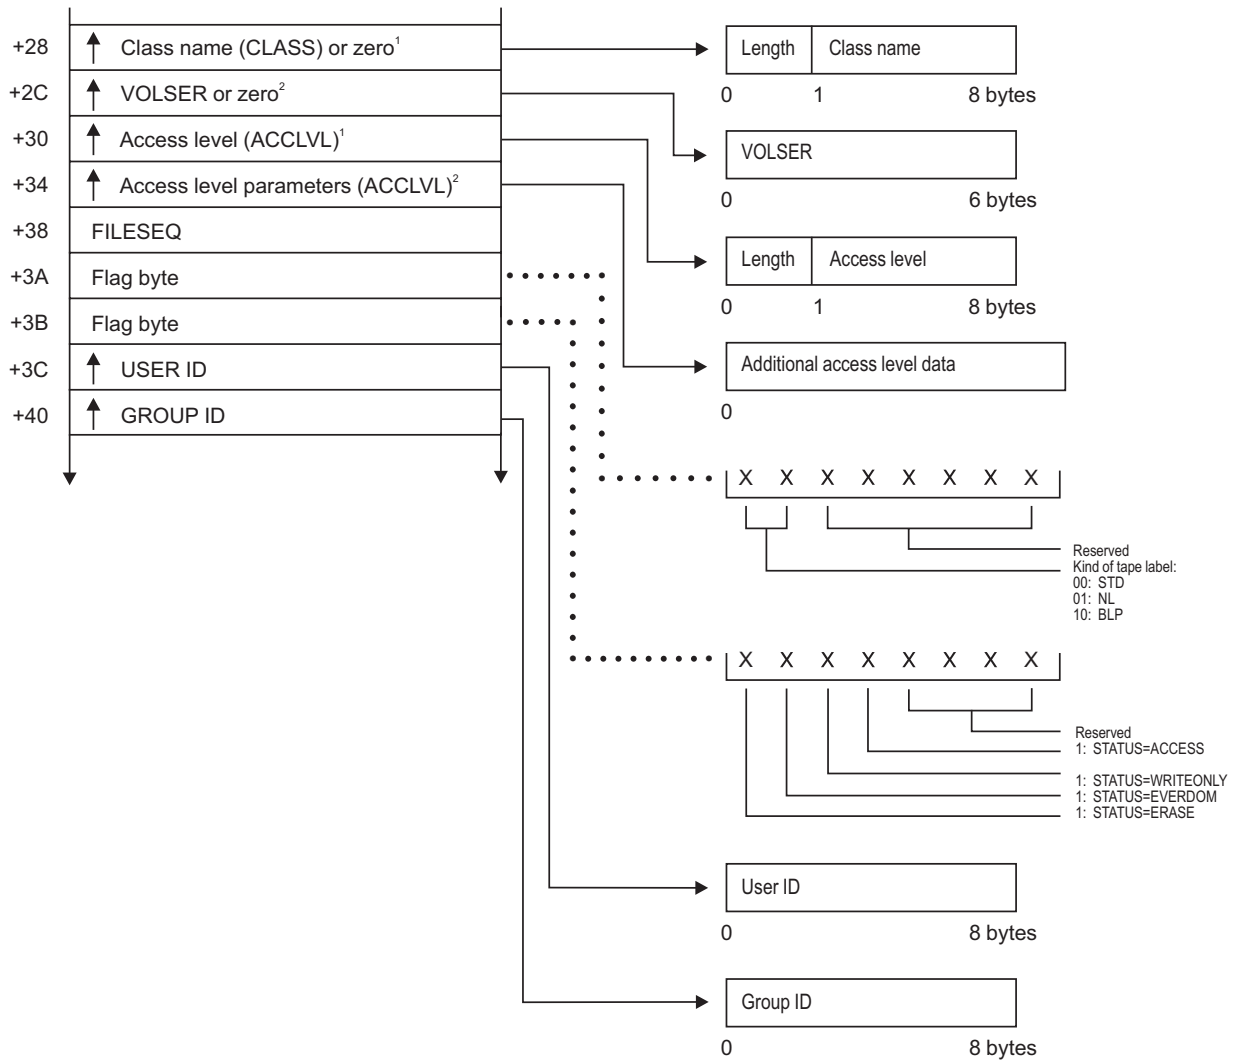 +28 Class name (CLASS) or zero¹
+2C VOLSER or zero²
+30 Access level (ACCLVL)¹
+34 Access level parameters (ACCLVL)²
+38 FILESEQ
+3A Flag byte
+3B Flag byte
+3C USER ID
+40 GROUP ID
Length Class name
0 1 8 bytes
VOLSER
0 6 bytes
Length Access level
0 1 8 bytes
Additional access level data
0
X X X X X X X X
Reserved
Kind of tape label:
00: STD
01: NL
10: BLP
X X X X X X X X
Reserved
1: STATUS=ACCESS
1: STATUS=WRITEONLY
1: STATUS=EVERDOM
1: STATUS=ERASE
User ID
0 8 bytes
Group ID
0 8 bytes